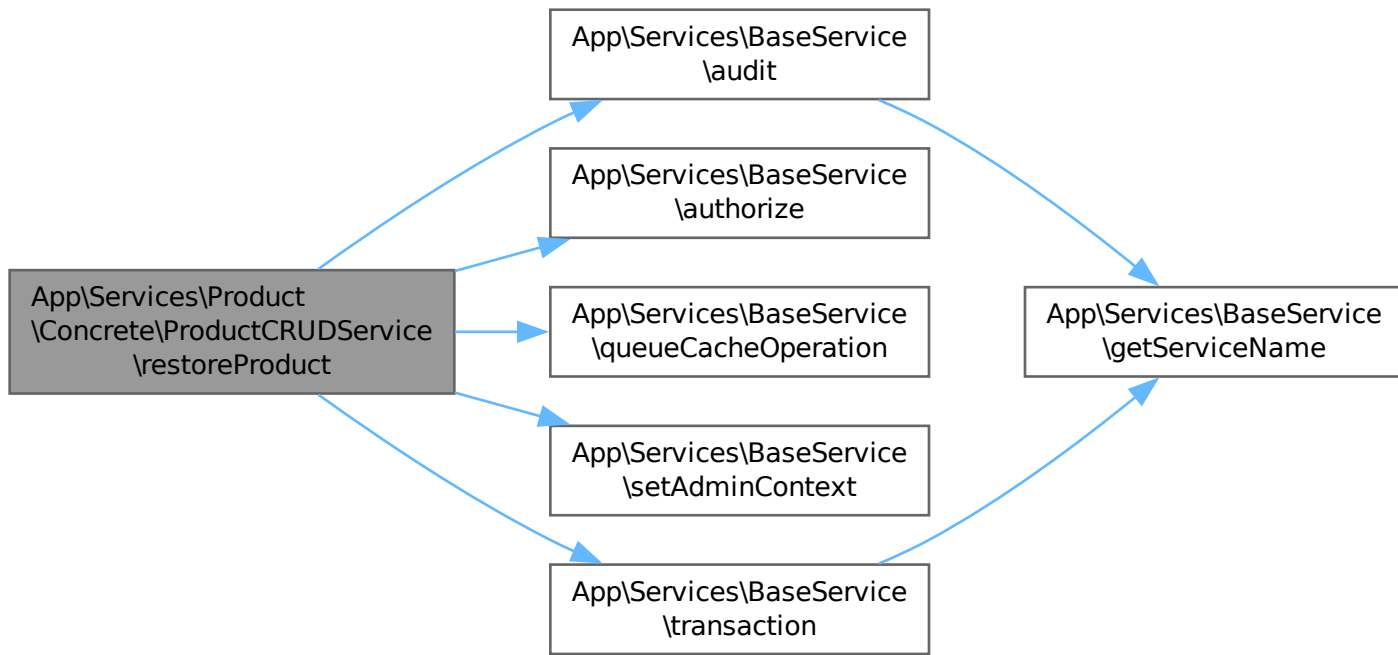 App\Services\BaseService
\audit
App\Services\BaseService
\authorize
App\Services\Product
\Concrete\ProductCRUDService
\restoreProduct
App\Services\BaseService
\queueCacheOperation
App\Services\BaseService
\getServiceName
App\Services\BaseService
\setAdminContext
App\Services\BaseService
\transaction